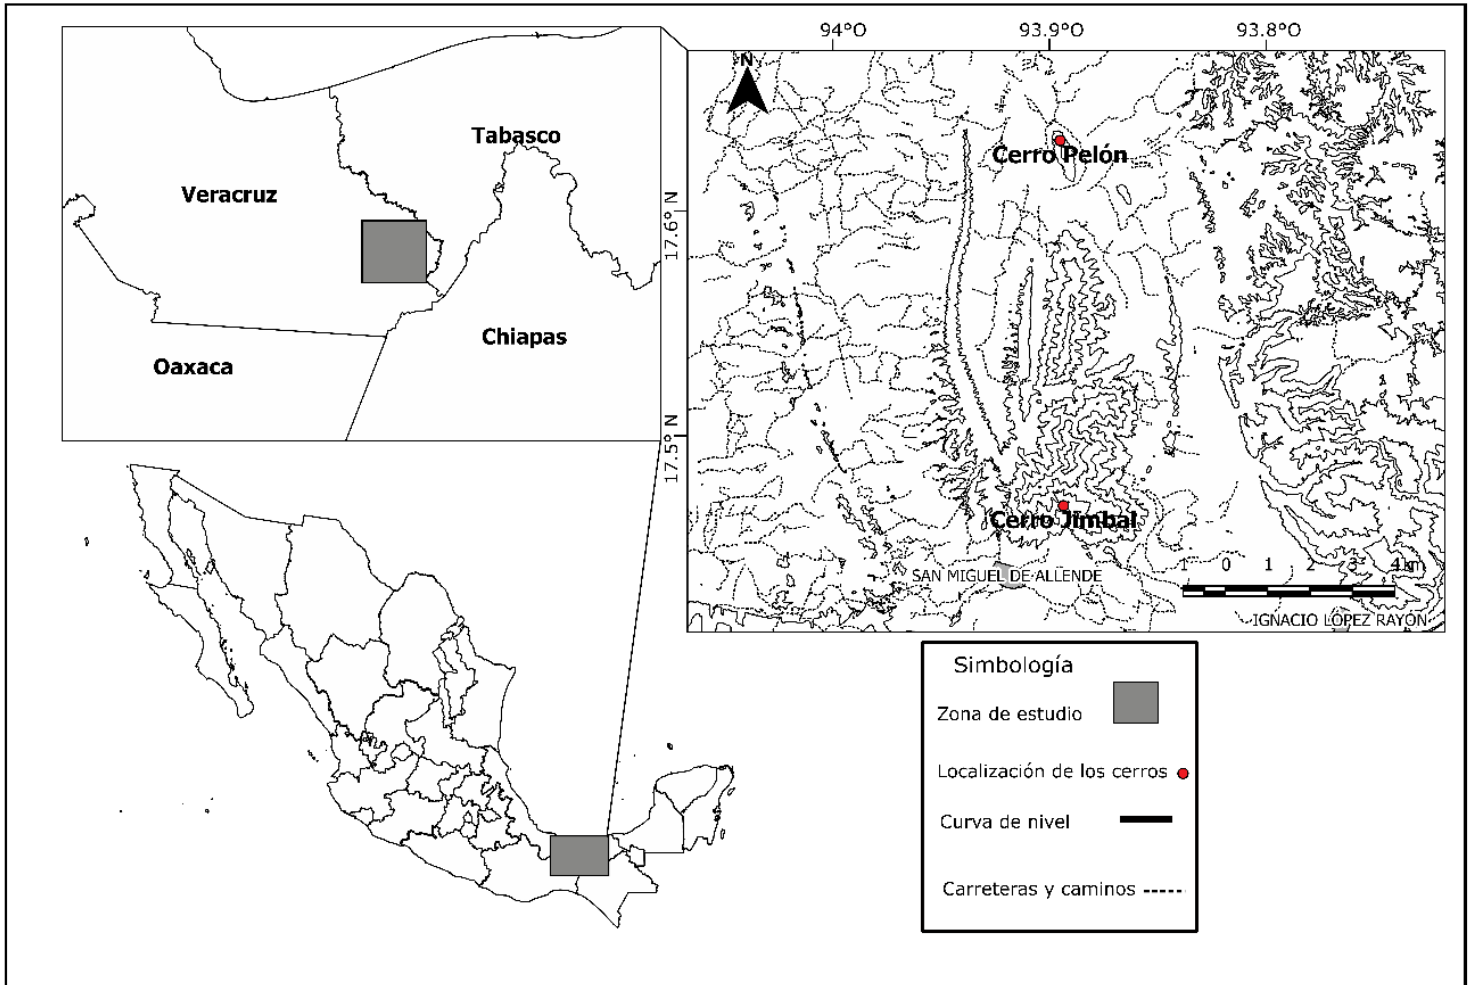 94°O
93.9°O
93.8°O
N
Tabasco
Cerro Pelón
Veracruz
17.6° N
Chiapas
Oaxaca
17.5° N
Cerro Jimbal
SAN MIGUEL DE ALLENDE
1 0 1 2 3 4 km
IGNACIO LÓPEZ RAYÓN
Simbología
Zona de estudio
Localización de los cerros
Curva de nivel
Carreteras y caminos